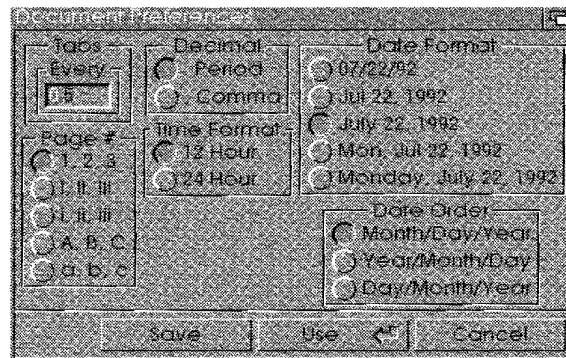 Document Preferences
Tabs
Every
Page #
1, 2, 3
I, II, III
i, ii, iii
A, B, C
a, b, c
Decimal
. Period
, Comma
Time Format
12 Hour
24 Hour
Date Format
07/22/92
Jul 22, 1992
July 22, 1992
Mon, Jul 22, 1992
Monday, July 22, 1992
Date Order
Month/Day/Year
Year/Month/Day
Day/Month/Year
Save
Use
Cancel